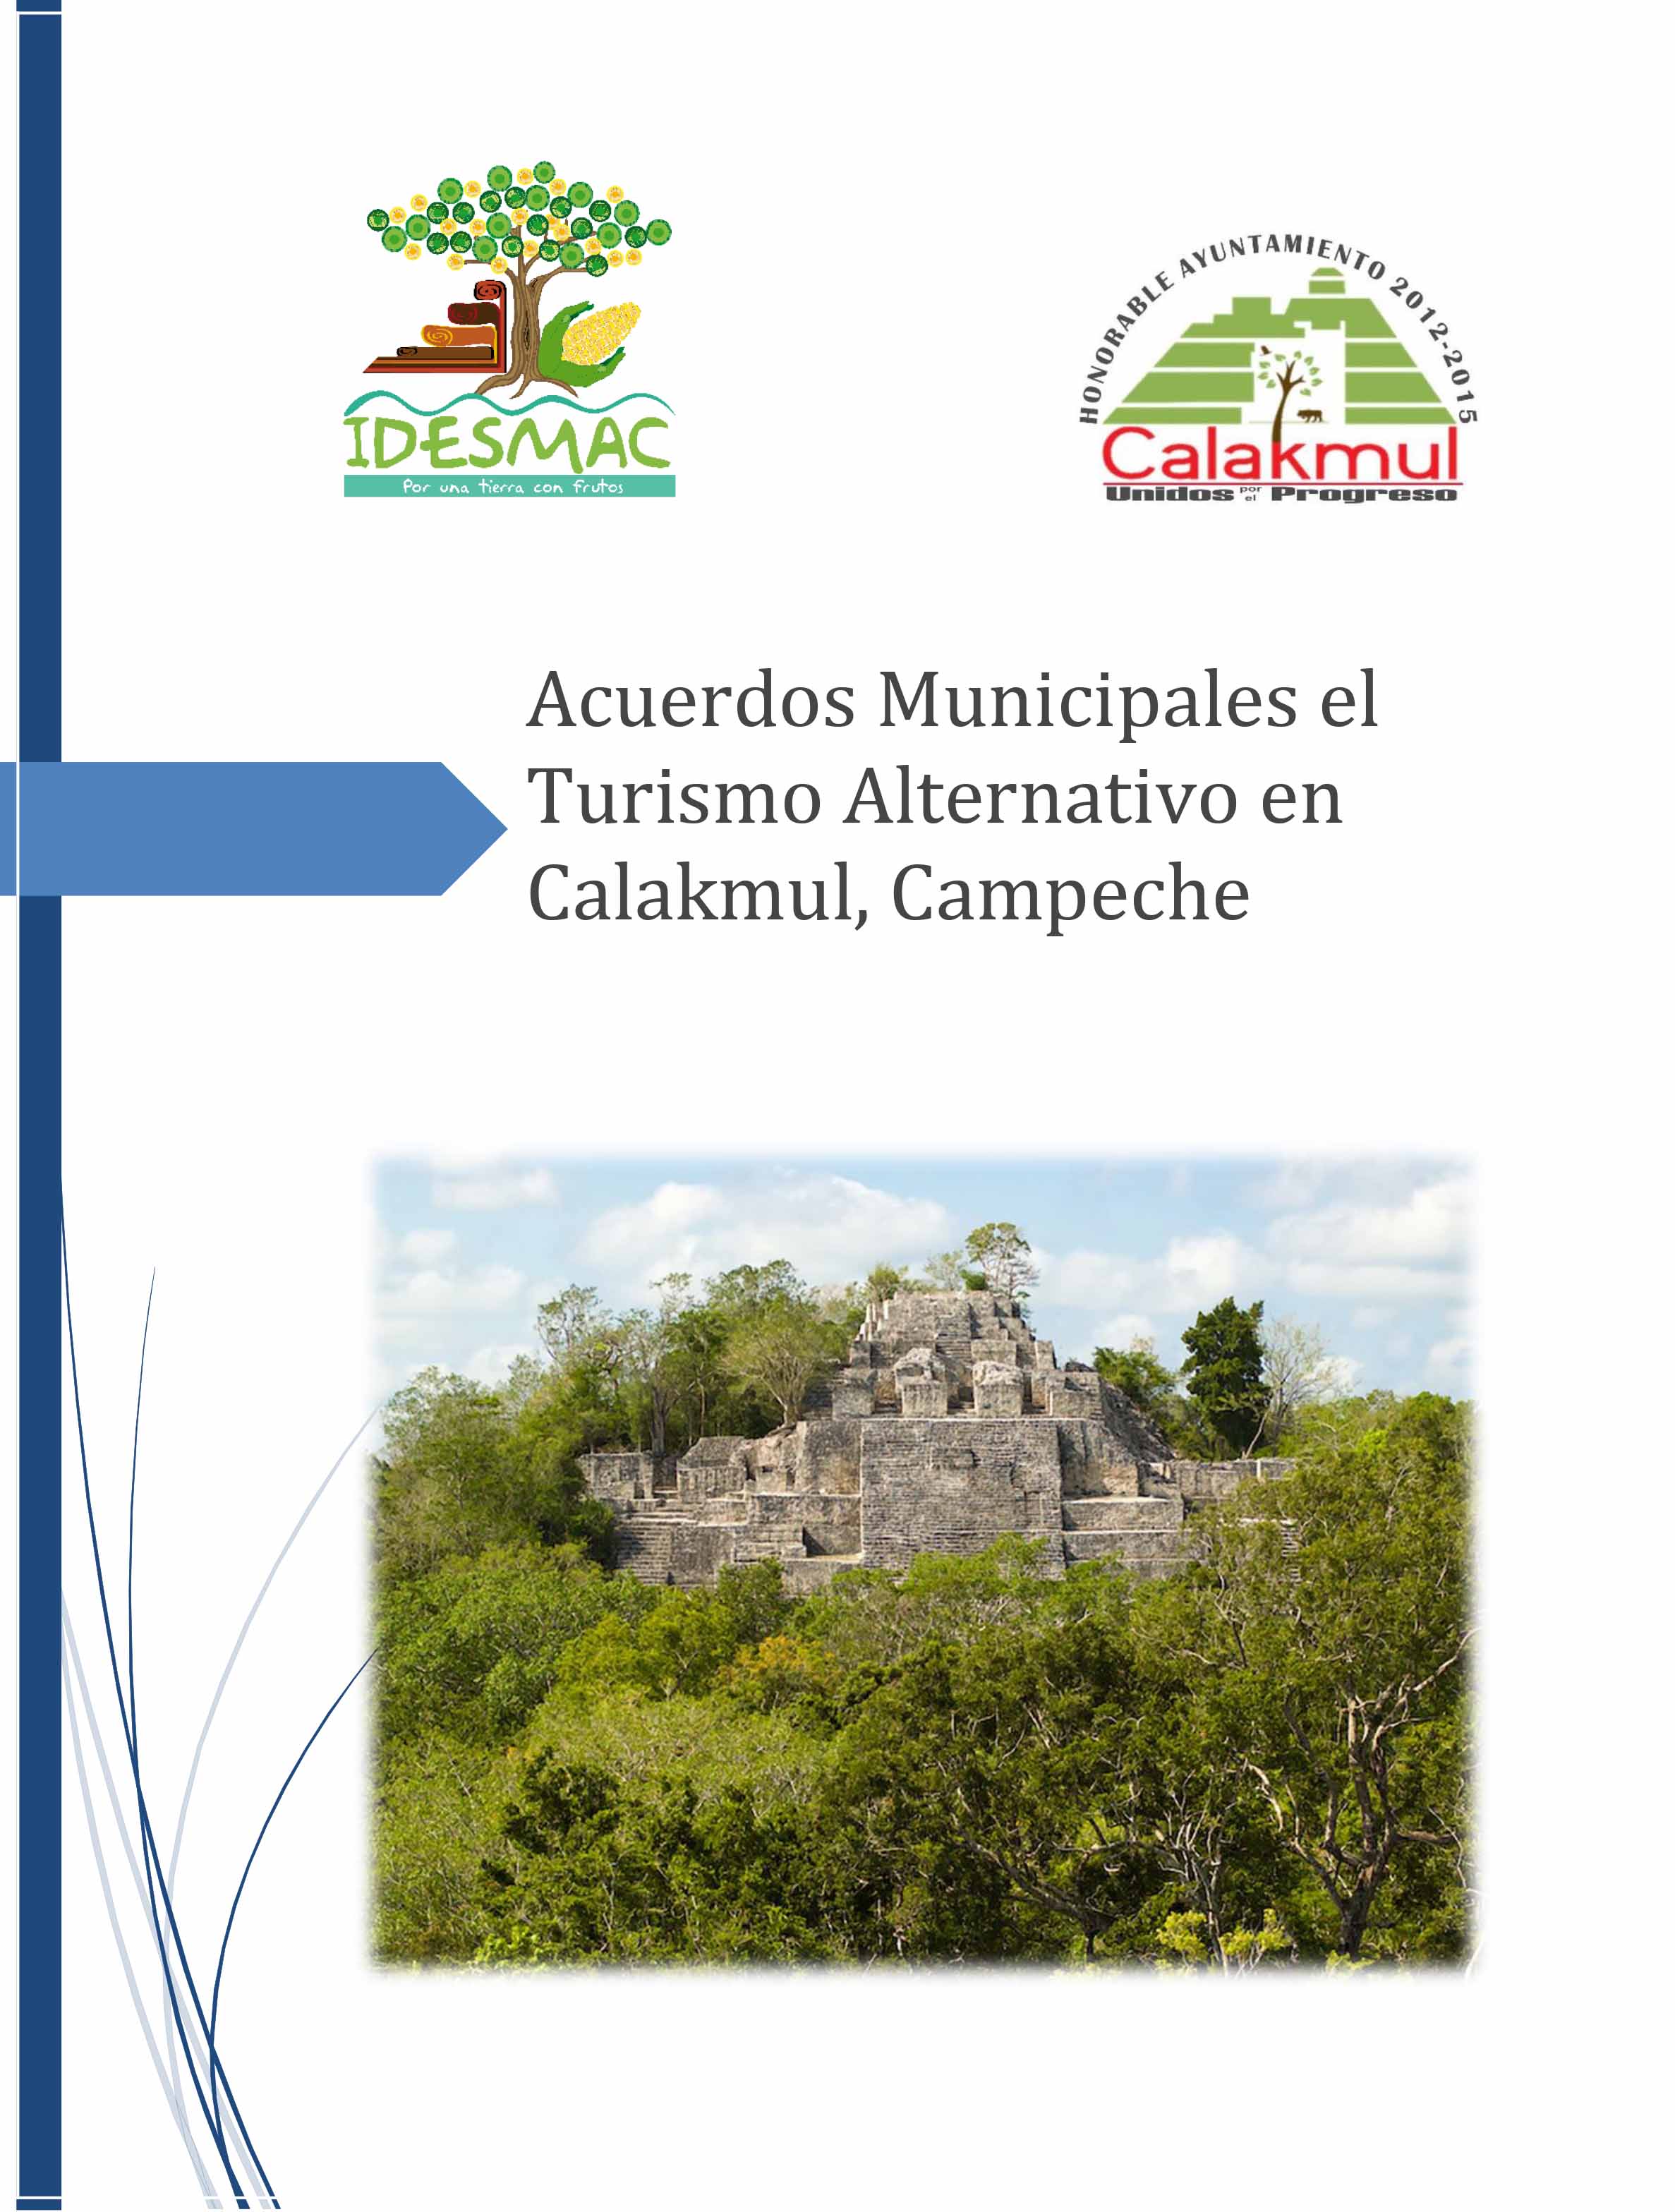 IDESMAC
Por una tierra con frutos
HONORABLE AYUNTAMIENTO 2012-2015
Calakmul
Unidos por el Progreso
Acuerdos Municipales el
Turismo Alternativo en
Calakmul, Campeche